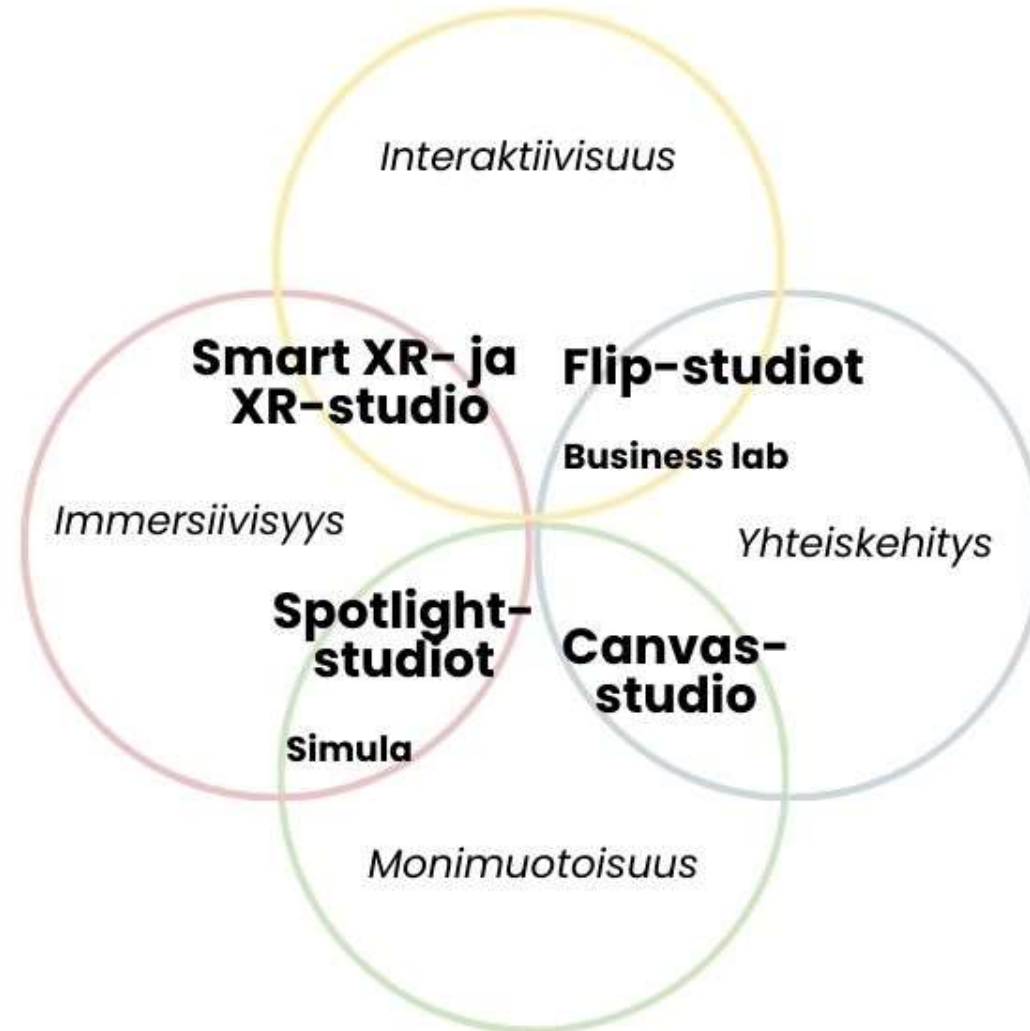 Interaktiivisuus
Smart XR- ja
XR-studio
Flip-studiot
Business lab
Immersiivisyys
Yhteiskehitys
Spotlight-
studiot
Canvas-
studio
Simula
Monimuotoisuus